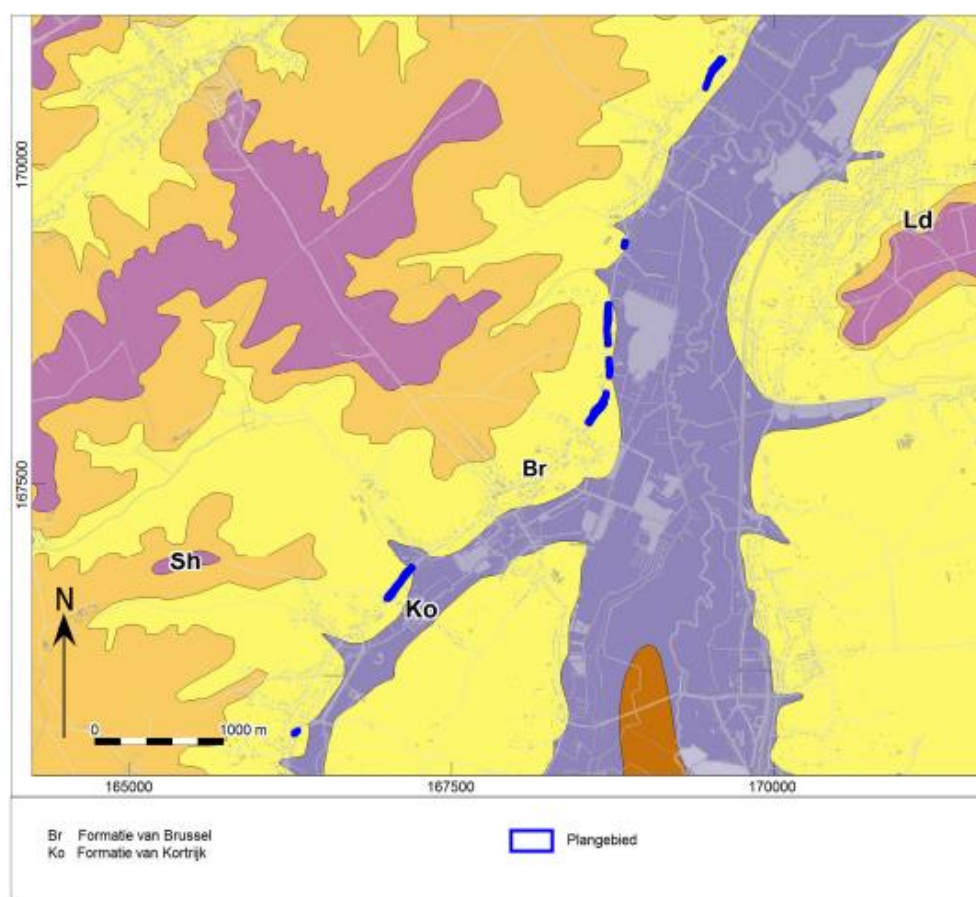 170000
Ld
Br
167500
Sh
Ko
N
0 1000 m
165000 167500 170000
Br Formatie van Brussel
Ko Formatie van Kortrijk
Plangebied